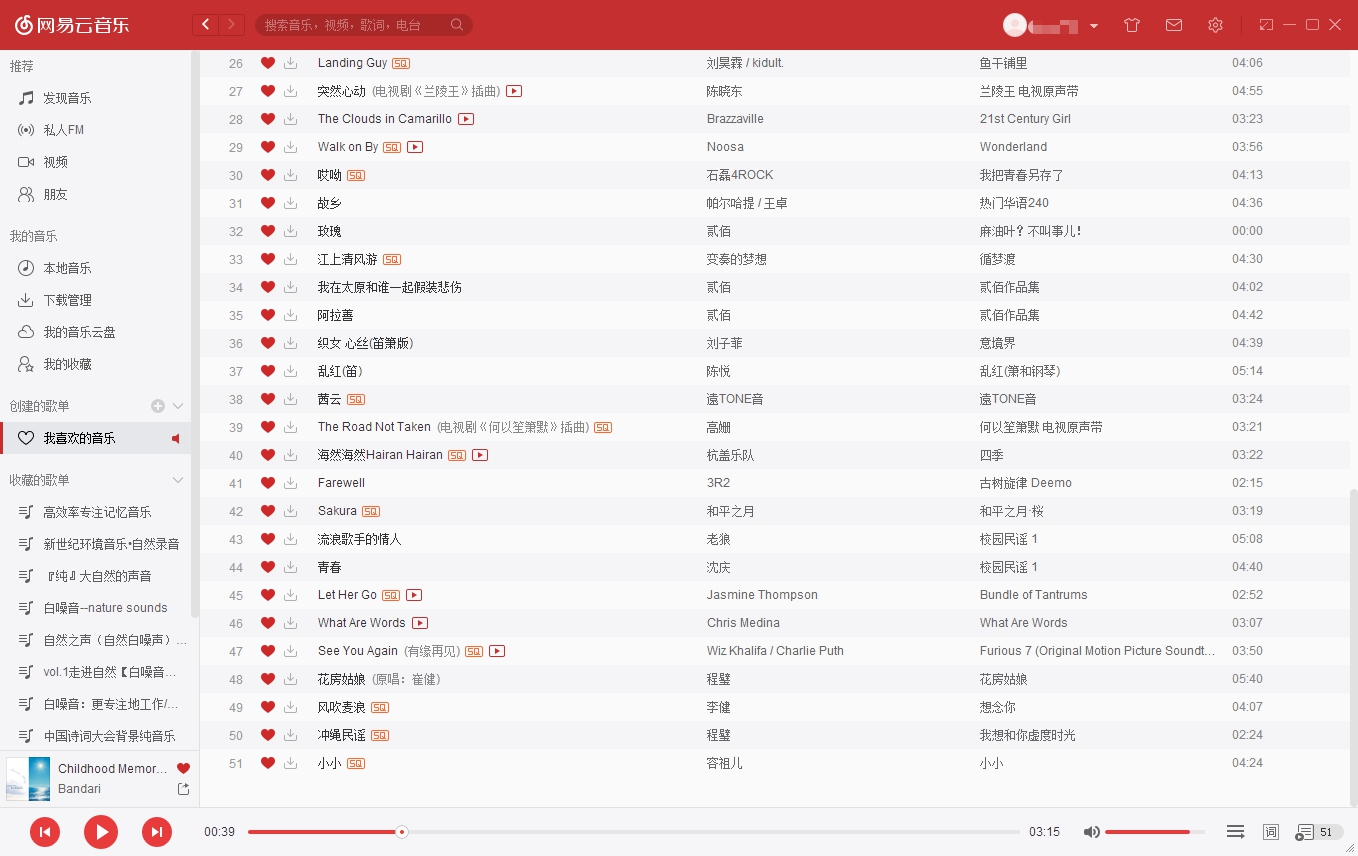 网易云音乐
搜索音乐，视频，歌词，电台
推荐
发现音乐
私人FM
视频
朋友
我的音乐
本地音乐
下载管理
我的音乐云盘
我的收藏
创建的歌单
我喜欢的音乐
收藏的歌单
高效率专注记忆音乐
新世纪环境音乐•自然录音
『纯』大自然的声音
白噪音--nature sounds
自然之声（自然白噪声）...
vol.1走进自然【白噪音...
白噪音：更专注地工作/...
中国诗词大会背景纯音乐
Childhood Memor...
Bandari
26 Landing Guy SQ 刘昊霖 / kidult. 鱼干铺里 04:06
27 突然心动 (电视剧《兰陵王》插曲) 陈晓东 兰陵王 电视原声带 04:55
28 The Clouds in Camarillo Brazzaville 21st Century Girl 03:23
29 Walk on By SQ Noosa Wonderland 03:56
30 哎呦 SQ 石磊4ROCK 我把青春另存了 04:13
31 故乡 帕尔哈提 / 王卓 热门华语240 04:36
32 玫瑰 贰佰 麻油叶？不叫事儿！ 00:00
33 江上清风游 SQ 变奏的梦想 循梦渡 04:30
34 我在太原和谁一起假装悲伤 贰佰 贰佰作品集 04:02
35 阿拉善 贰佰 贰佰作品集 04:42
36 织女 心丝(笛箫版) 刘子菲 意境界 04:39
37 乱红(笛) 陈悦 乱红(箫和钢琴) 05:14
38 茜云 SQ 遠TONE音 遠TONE音 03:24
39 The Road Not Taken (电视剧《何以笙箫默》插曲) SQ 高姗 何以笙箫默 电视原声带 03:21
40 海然海然Hairan Hairan SQ 杭盖乐队 四季 03:22
41 Farewell 3R2 古树旋律 Deemo 02:15
42 Sakura SQ 和平之月 和平之月·桜 03:19
43 流浪歌手的情人 老狼 校园民谣 1 05:08
44 青春 沈庆 校园民谣 1 04:40
45 Let Her Go SQ Jasmine Thompson Bundle of Tantrums 02:52
46 What Are Words Chris Medina What Are Words 03:07
47 See You Again (有缘再见) SQ Wiz Khalifa / Charlie Puth Furious 7 (Original Motion Picture Soundt... 03:50
48 花房姑娘 (原唱：崔健) 程璧 花房姑娘 05:40
49 风吹麦浪 SQ 李健 想念你 04:07
50 冲绳民谣 SQ 程璧 我想和你虚度时光 02:24
51 小小 SQ 容祖儿 小小 04:24
00:39 03:15 词 51